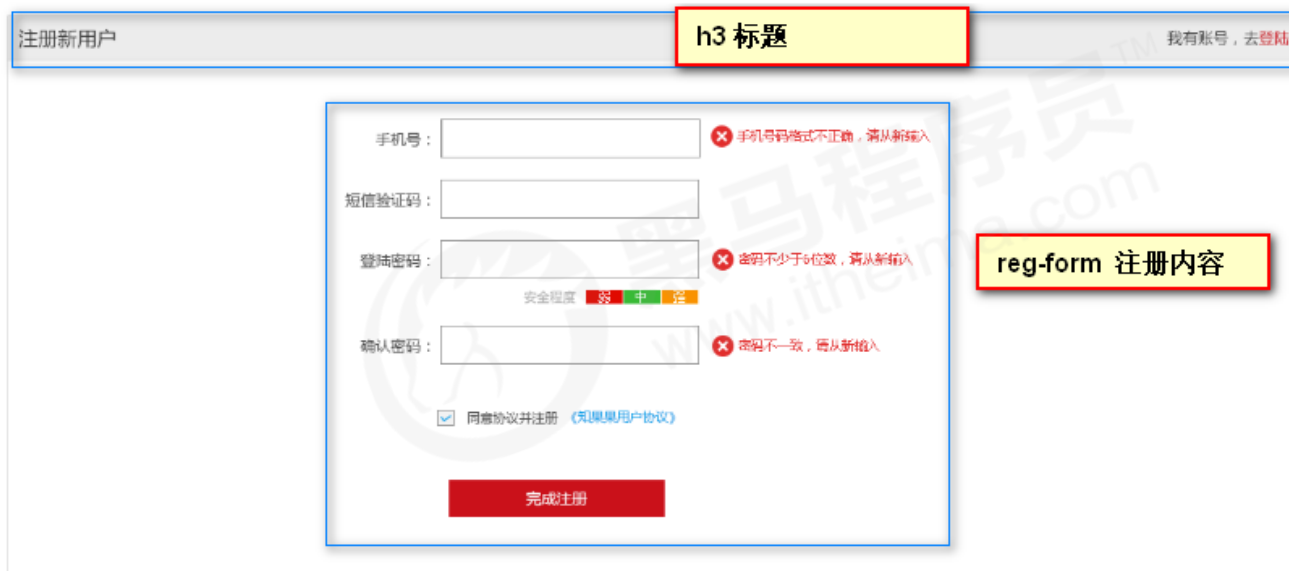 注册新用户
h3 标题
我有账号，去登陆
手机号：
手机号码格式不正确，请从新输入
短信验证码：
登陆密码：
密码不少于6位数，请从新输入
安全程度 弱 中 强
确认密码：
密码不一致，请从新输入
reg-form 注册内容
同意协议并注册 《知果果用户协议》
完成注册
黑马程序员™
www.itheima.com